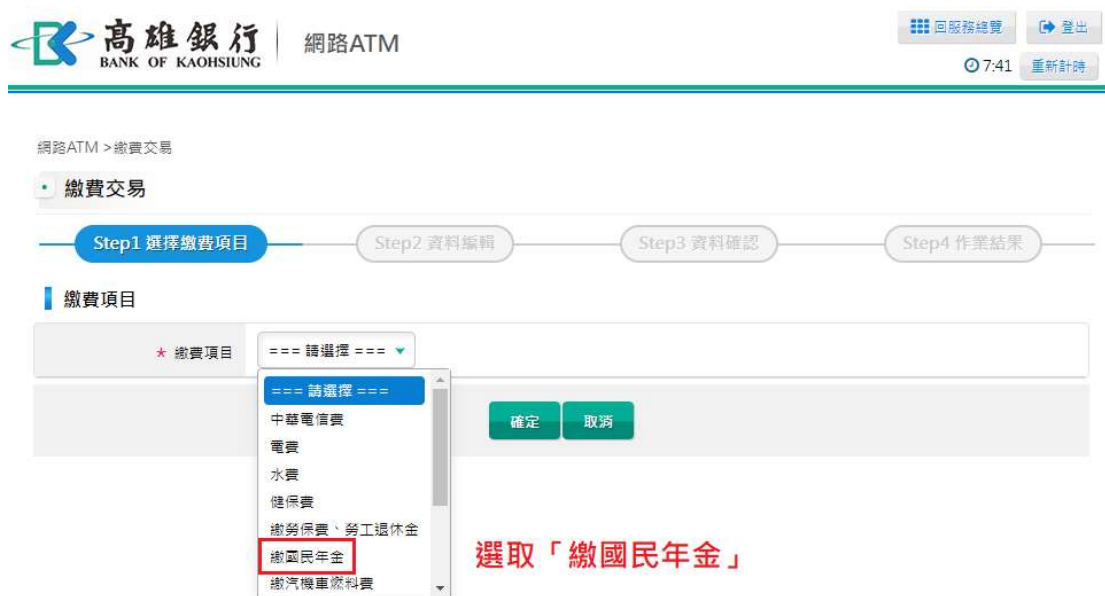 高雄銀行
BANK OF KAOHSIUNG
網路ATM
回服務總覽
登出
7:41
重新計時
網路ATM >繳費交易
繳費交易
Step1 選擇繳費項目
Step2 資料編輯
Step3 資料確認
Step4 作業結果
繳費項目
* 繳費項目
=== 請選擇 ===
=== 請選擇 ===
中華電信費
電費
水費
健保費
繳勞保費、勞工退休金
繳國民年金
繳汽機車燃料費
確定
取消
選取「繳國民年金」